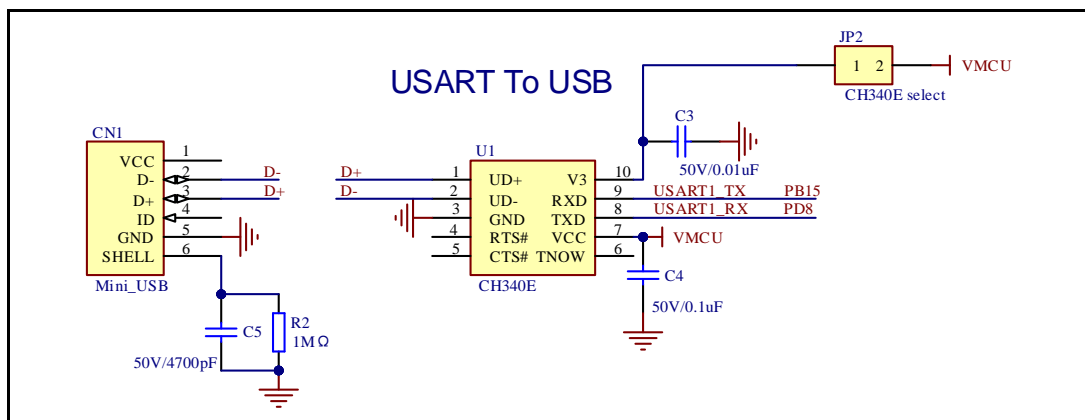 JP2
1 2
VMCU
CH340E select
USART To USB
C3
50V/0.01uF
CN1
VCC 1
D- 2 D-
D+ 3 D+
ID 4
GND 5
SHELL 6
Mini_USB
U1
D+ 1 UD+ V3 10
D- 2 UD- RXD 9 USART1_TX PB15
3 GND TXD 8 USART1_RX PD8
4 RTS# VCC 7 VMCU
5 CTS# TNOW 6
CH340E
C4
50V/0.1uF
C5
50V/4700pF
R2
1MΩ